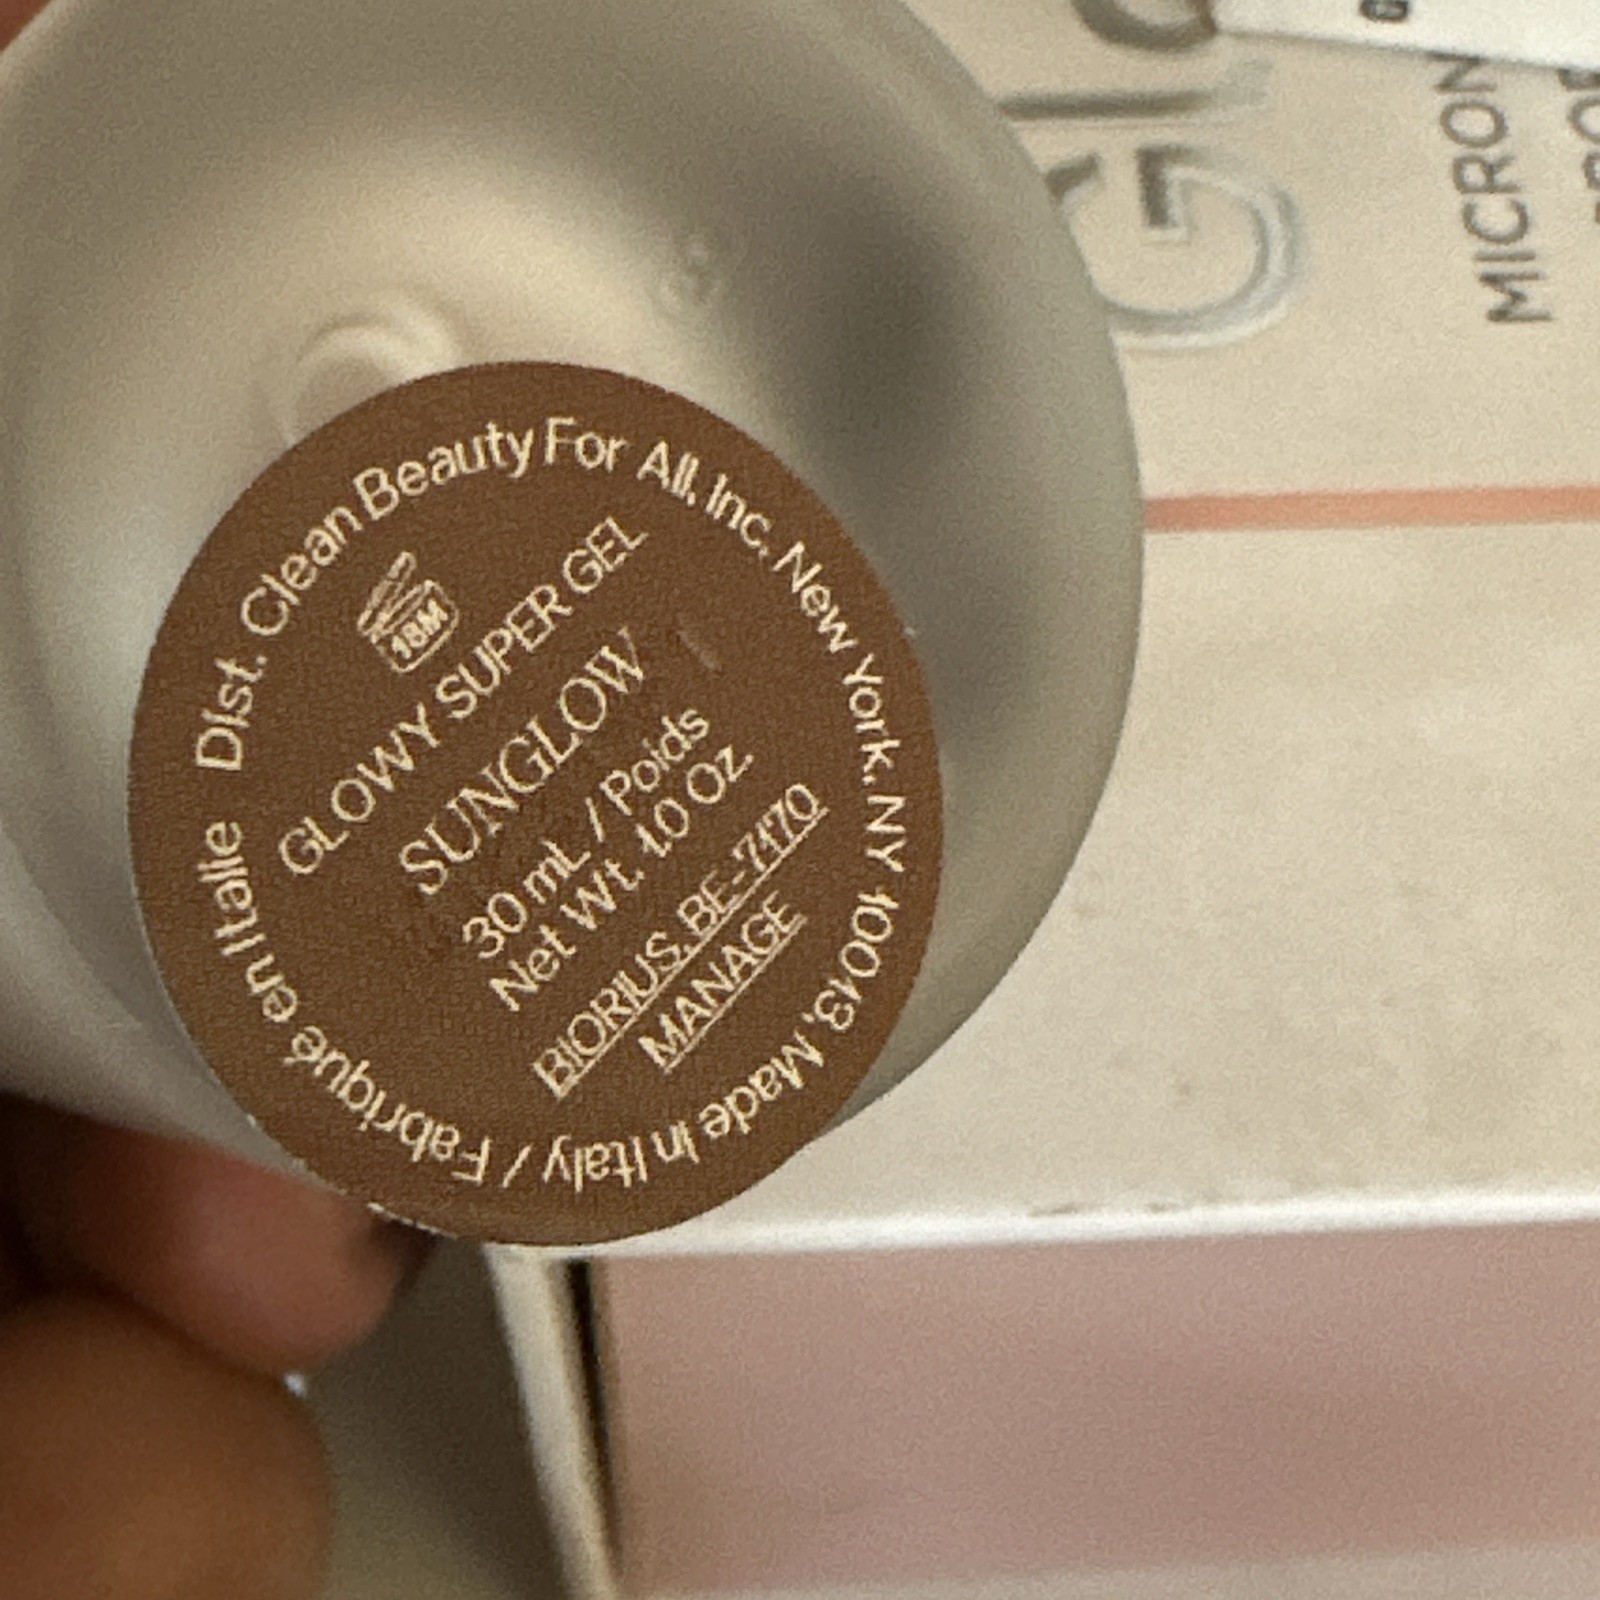 Dist. Clean Beauty For All, Inc. New York, NY 10013, Made in Italy / Fabriqué en Italie
18M
GLOWY SUPER GEL
SUNGLOW
30 mL / Poids
Net Wt. 1.0 Oz.
BIORIUS, BE-7170
MANAGE
MICRON